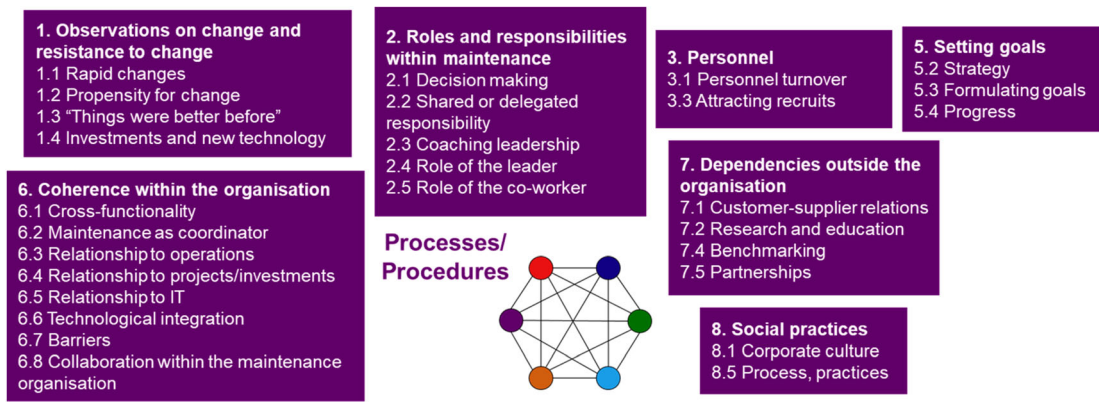 1. Observations on change and
resistance to change
1.1 Rapid changes
1.2 Propensity for change
1.3 “Things were better before”
1.4 Investments and new technology
2. Roles and responsibilities
within maintenance
2.1 Decision making
2.2 Shared or delegated
responsibility
2.3 Coaching leadership
2.4 Role of the leader
2.5 Role of the co-worker
3. Personnel
3.1 Personnel turnover
3.3 Attracting recruits
5. Setting goals
5.2 Strategy
5.3 Formulating goals
5.4 Progress
6. Coherence within the organisation
6.1 Cross-functionality
6.2 Maintenance as coordinator
6.3 Relationship to operations
6.4 Relationship to projects/investments
6.5 Relationship to IT
6.6 Technological integration
6.7 Barriers
6.8 Collaboration within the maintenance
organisation
Processes/
Procedures
7. Dependencies outside the
organisation
7.1 Customer-supplier relations
7.2 Research and education
7.4 Benchmarking
7.5 Partnerships
8. Social practices
8.1 Corporate culture
8.5 Process, practices